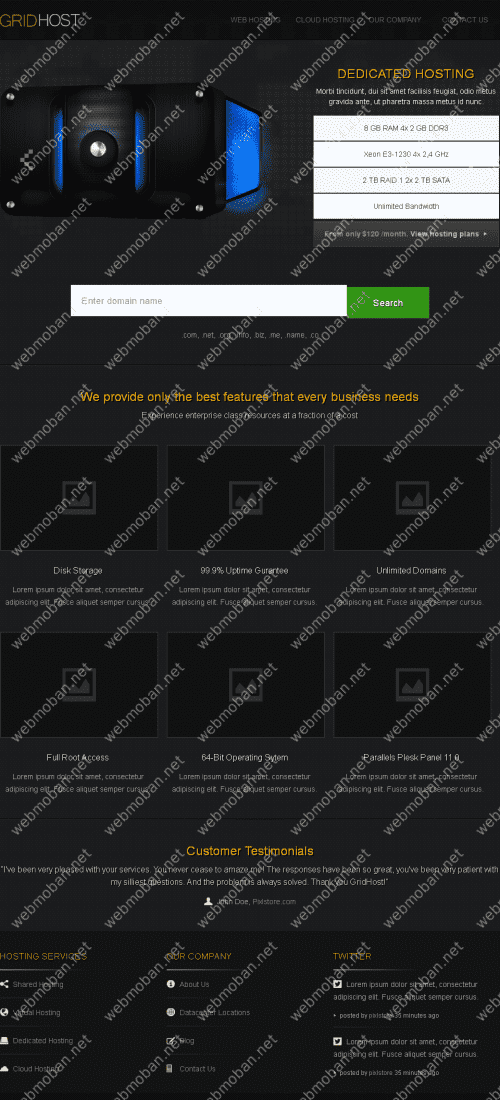 GRIDHOST
WEB HOSTING CLOUD HOSTING OUR COMPANY CONTACT US
DEDICATED HOSTING
Morbi tincidunt, dui sit amet facilisis feugiat, odio metus
gravida ante, ut pharetra massa metus id nunc.
8 GB RAM 4x 2 GB DDR3
Xeon E3-1230 4x 2,4 GHz
2 TB RAID 1 2x 2 TB SATA
Unlimited Bandwidth
From only $120 /month. View hosting plans
Enter domain name
Search
.com, .net, .org, .info, .biz, .me, .name, .co
We provide only the best features that every business needs
Experience enterprise class resources at a fraction of a cost
Disk Storage 99.9% Uptime Gurantee Unlimited Domains
Lorem ipsum dolor sit amet, consectetur Lorem ipsum dolor sit amet, consectetur Lorem ipsum dolor sit amet, consectetur
adipiscing elit. Fusce aliquet semper cursus. adipiscing elit. Fusce aliquet semper cursus. adipiscing elit. Fusce aliquet semper cursus.
Full Root Access 64-Bit Operating Sytem Parallels Plesk Panel 11.0
Lorem ipsum dolor sit amet, consectetur Lorem ipsum dolor sit amet, consectetur Lorem ipsum dolor sit amet, consectetur
adipiscing elit. Fusce aliquet semper cursus. adipiscing elit. Fusce aliquet semper cursus. adipiscing elit. Fusce aliquet semper cursus.
Customer Testimonials
"I've been very pleased with your services. You never cease to amaze me! The responses have been so great, you've been very patient with
my silliest questions. And the problem is always solved. Thank you GridHost!"
John Doe, Pixlstore.com
HOSTING SERVICES
Shared Hosting
Virtual Hosting
Dedicated Hosting
Cloud Hosting
OUR COMPANY
About Us
Datacenter Locations
Blog
Contact Us
TWITTER
Lorem ipsum dolor sit amet, consectetur
adipiscing elit. Fusce aliquet semper cursus.
posted by pixlstore 35 minutes ago
Lorem ipsum dolor sit amet, consectetur
adipiscing elit. Fusce aliquet semper cursus.
posted by pixlstore 35 minutes ago
webmoban.net